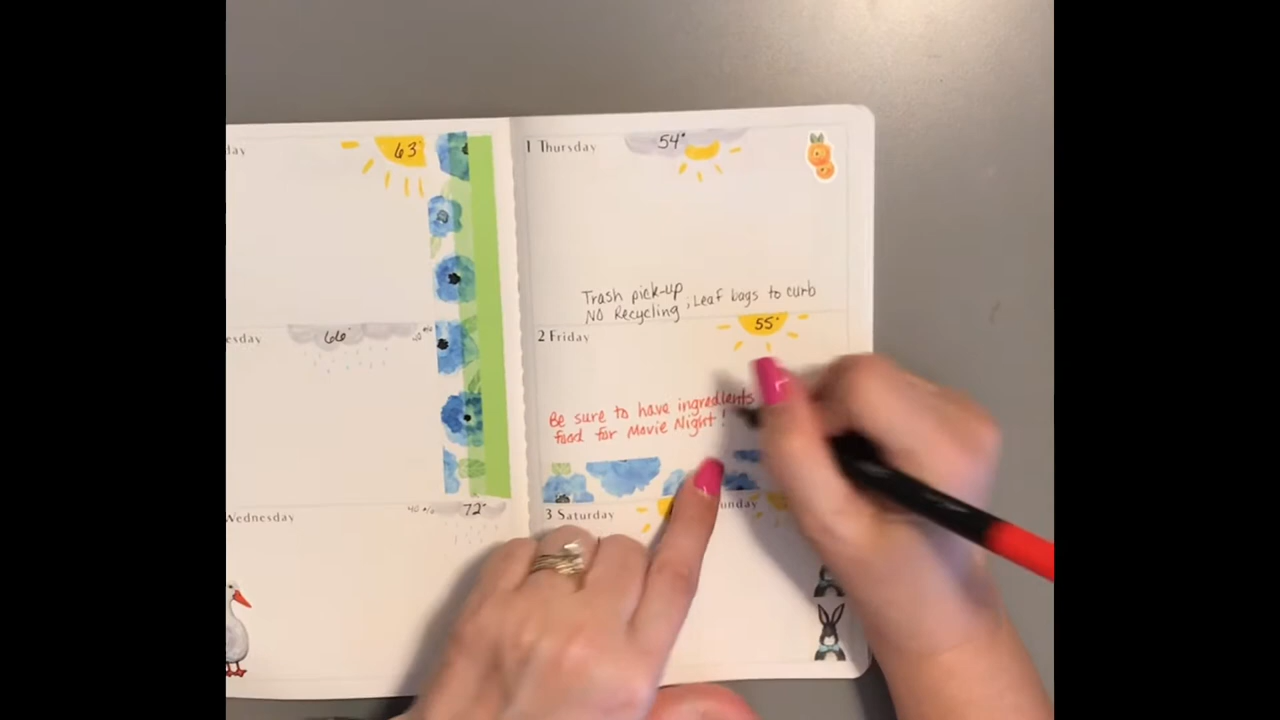 day
63°
esday
66°
Wednesday
40%
72°
1 Thursday
54°
Trash pick-up
NO Recycling ; Leaf bags to curb
2 Friday
55°
Be sure to have ingredients
food for Movie Night!
3 Saturday
unday